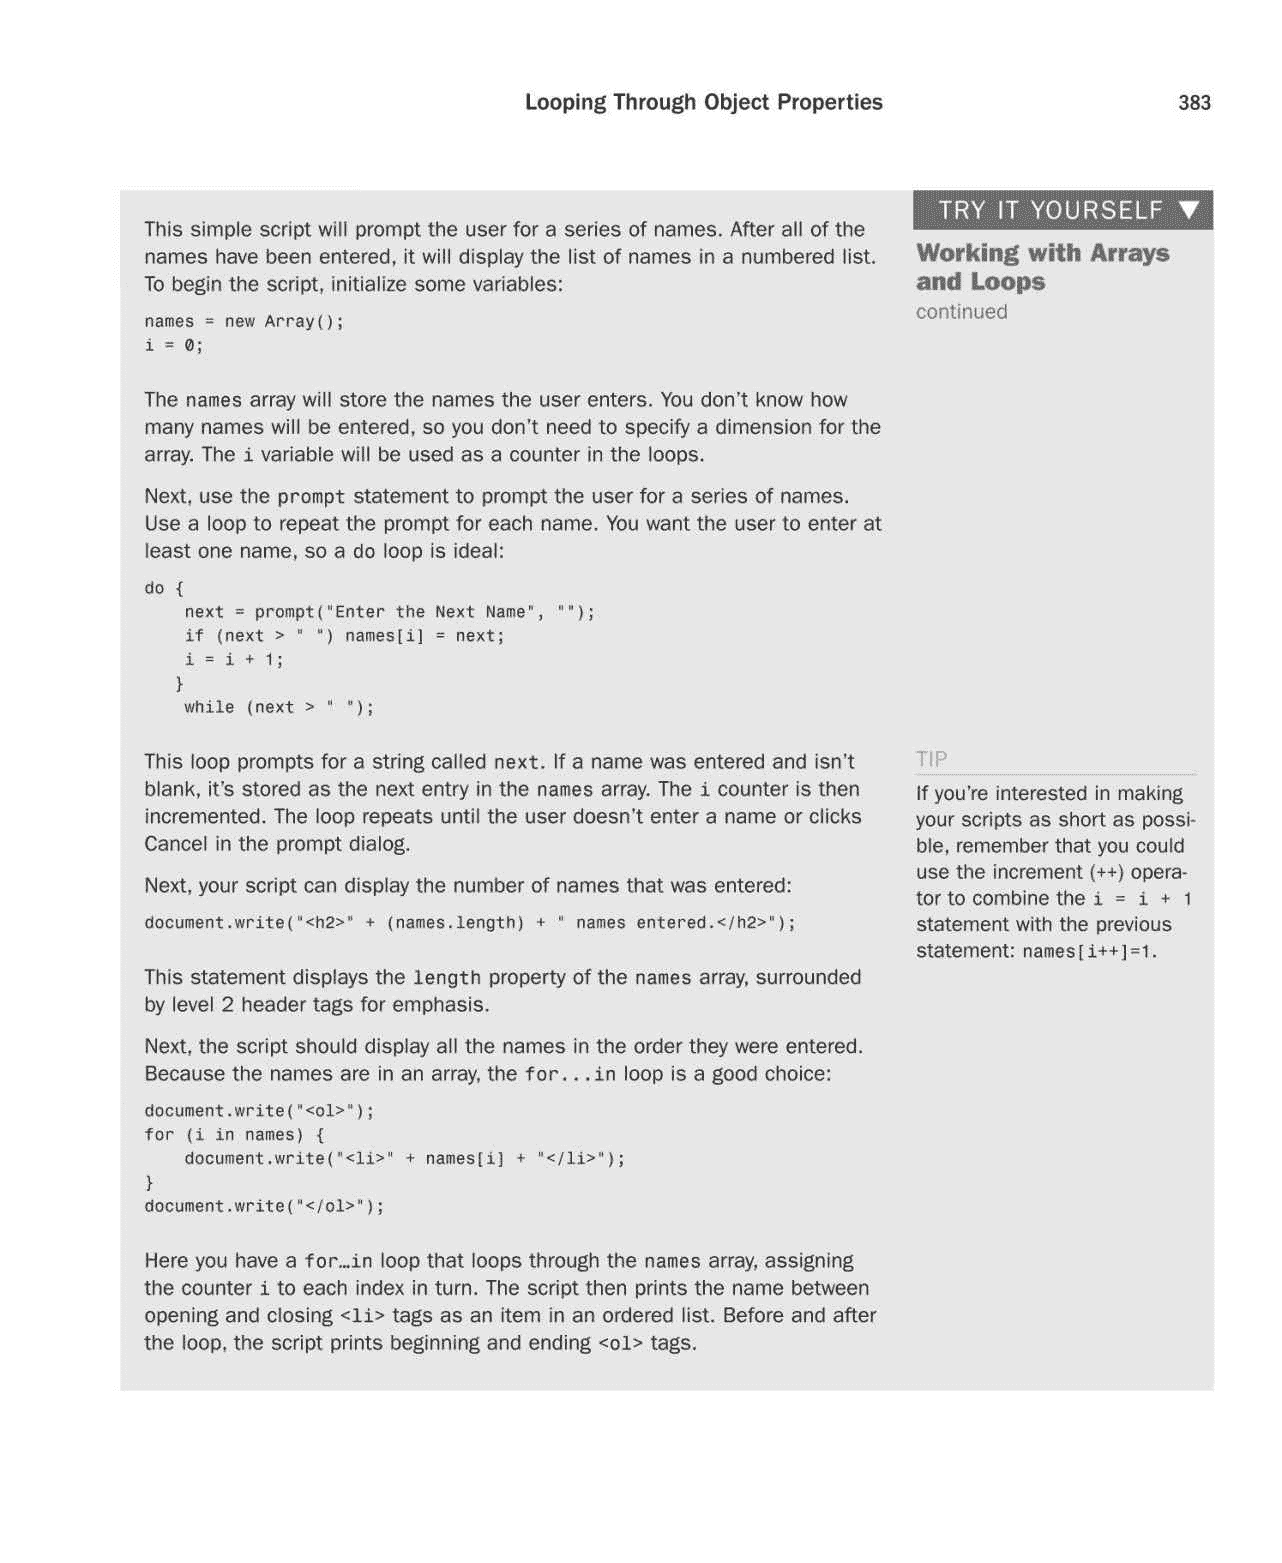 Looping Through Object Properties 383
This simple script will prompt the user for a series of names. After all of the
names have been entered, it will display the list of names in a numbered list.
To begin the script, initialize some variables:
names = new Array();
i = 0;
The names array will store the names the user enters. You don't know how
many names will be entered, so you don't need to specify a dimension for the
array. The i variable will be used as a counter in the loops.
Next, use the prompt statement to prompt the user for a series of names.
Use a loop to repeat the prompt for each name. You want the user to enter at
least one name, so a do loop is ideal:
do {
    next = prompt("Enter the Next Name", "");
    if (next > " ") names[i] = next;
    i = i + 1;
   }
    while (next > " ");
This loop prompts for a string called next. If a name was entered and isn't
blank, it's stored as the next entry in the names array. The i counter is then
incremented. The loop repeats until the user doesn't enter a name or clicks
Cancel in the prompt dialog.
Next, your script can display the number of names that was entered:
document.write("<h2>" + (names.length) + " names entered.</h2>");
This statement displays the length property of the names array, surrounded
by level 2 header tags for emphasis.
Next, the script should display all the names in the order they were entered.
Because the names are in an array, the for...in loop is a good choice:
document.write("<ol>");
for (i in names) {
    document.write("<li>" + names[i] + "</li>");
}
document.write("</ol>");
Here you have a for…in loop that loops through the names array, assigning
the counter i to each index in turn. The script then prints the name between
opening and closing <li> tags as an item in an ordered list. Before and after
the loop, the script prints beginning and ending <ol> tags.
TRY IT YOURSELF ▼
Working with Arrays
and Loops
continued
TIP
If you're interested in making
your scripts as short as possi-
ble, remember that you could
use the increment (++) opera-
tor to combine the i = i + 1
statement with the previous
statement: names[i++]=1.